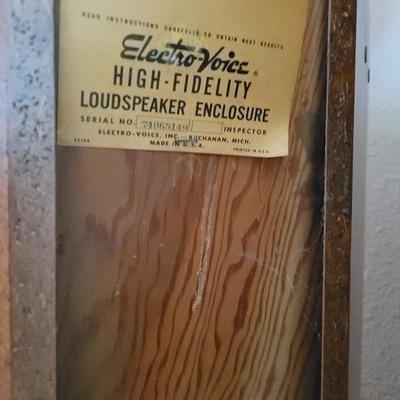 READ INSTRUCTIONS CAREFULLY TO OBTAIN BEST RESULTS
Electro-Voice®
HIGH-FIDELITY
LOUDSPEAKER ENCLOSURE
SERIAL NO. 74065149 INSPECTOR
ELECTRO-VOICE, INC.—BUCHANAN, MICH.
MADE IN U.S.A.
PRINTED IN U.S.A.